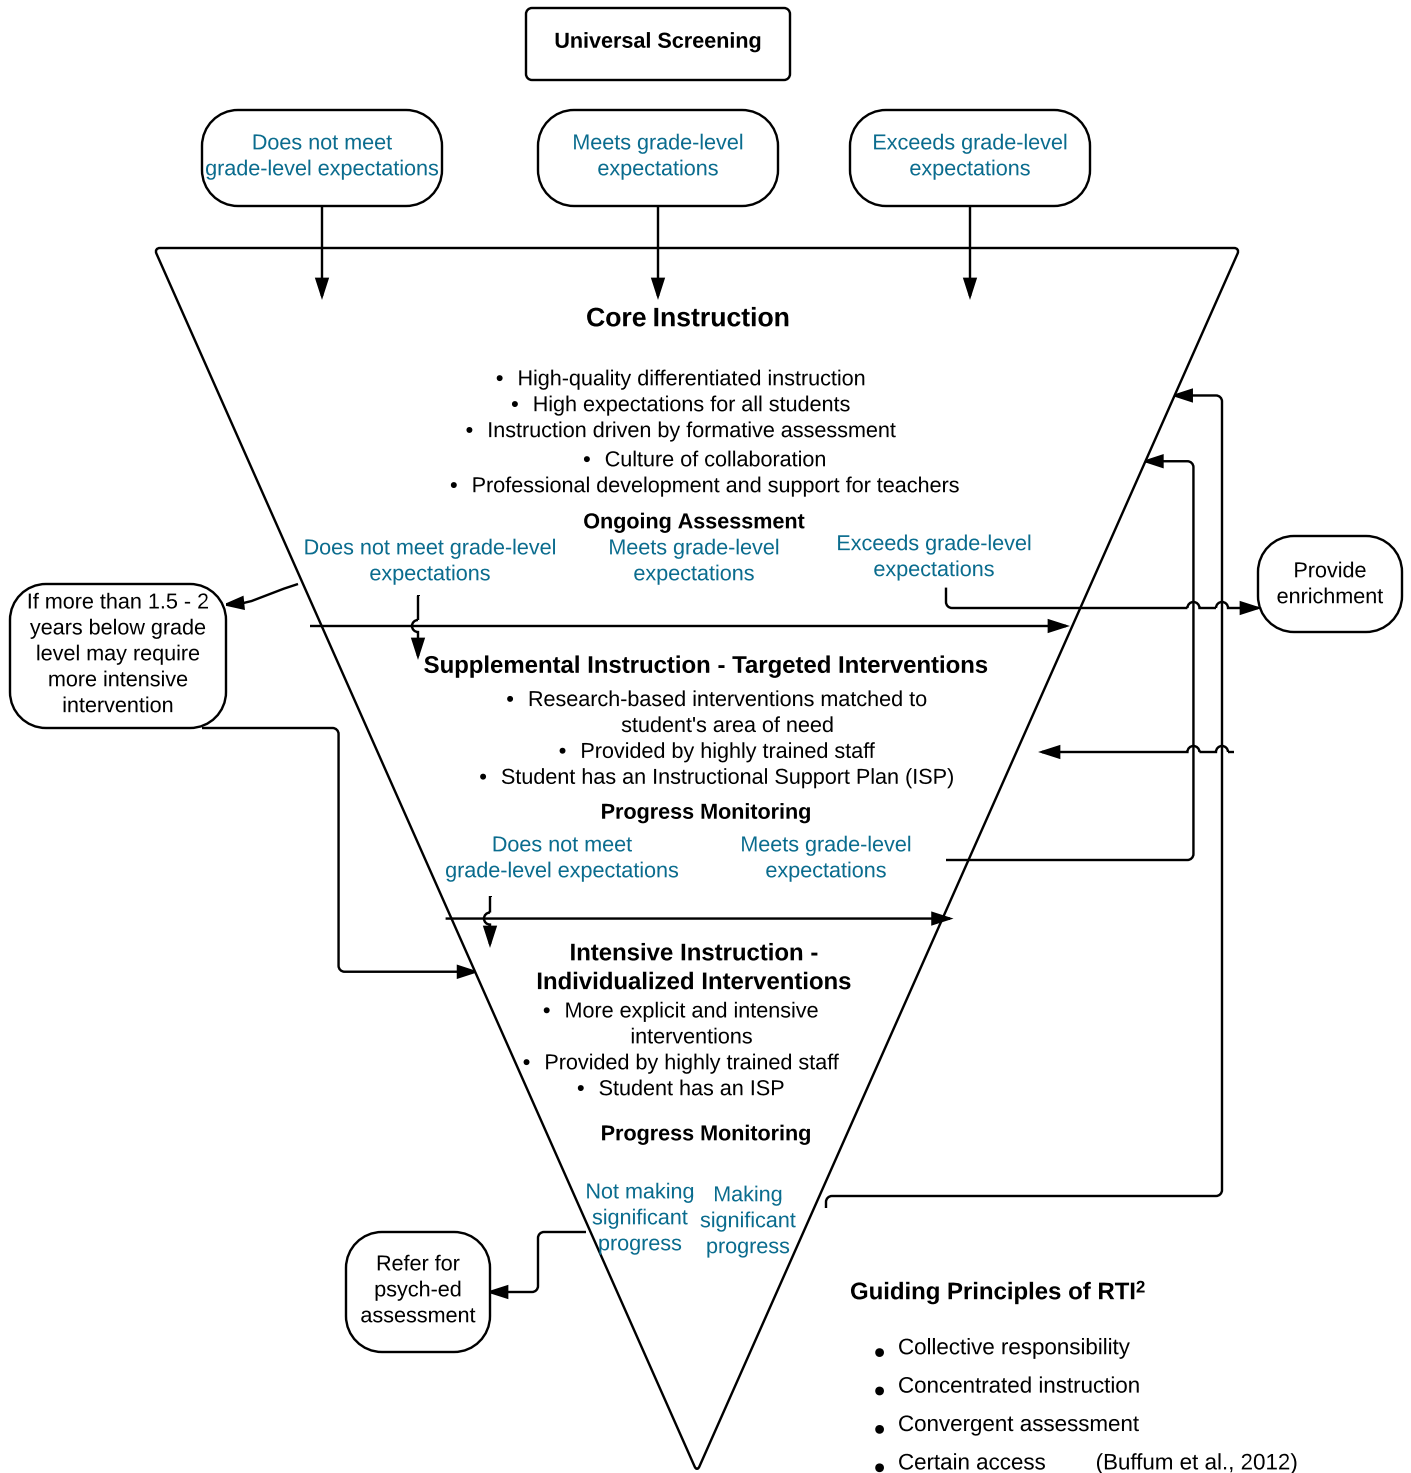 Universal Screening
Does not meet
grade-level expectations
Meets grade-level
expectations
Exceeds grade-level
expectations
Core Instruction
• High-quality differentiated instruction
• High expectations for all students
• Instruction driven by formative assessment
• Culture of collaboration
• Professional development and support for teachers
Ongoing Assessment
Does not meet grade-level
expectations
Meets grade-level
expectations
Exceeds grade-level
expectations
Provide
enrichment
If more than 1.5 - 2
years below grade
level may require
more intensive
intervention
Supplemental Instruction - Targeted Interventions
• Research-based interventions matched to
student's area of need
• Provided by highly trained staff
• Student has an Instructional Support Plan (ISP)
Progress Monitoring
Does not meet
grade-level expectations
Meets grade-level
expectations
Intensive Instruction -
Individualized Interventions
• More explicit and intensive
interventions
• Provided by highly trained staff
• Student has an ISP
Progress Monitoring
Not making
significant
progress
Making
significant
progress
Refer for
psych-ed
assessment
Guiding Principles of RTI²
• Collective responsibility
• Concentrated instruction
• Convergent assessment
• Certain access (Buffum et al., 2012)